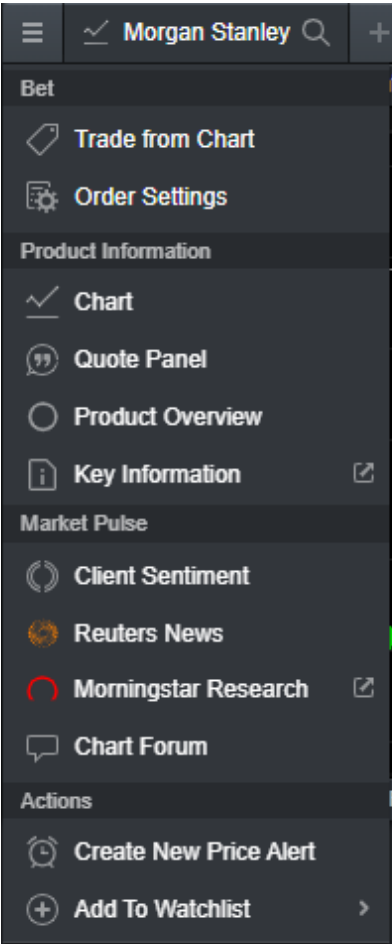 Morgan Stanley
Bet
Trade from Chart
Order Settings
Product Information
Chart
Quote Panel
Product Overview
Key Information
Market Pulse
Client Sentiment
Reuters News
Morningstar Research
Chart Forum
Actions
Create New Price Alert
Add To Watchlist